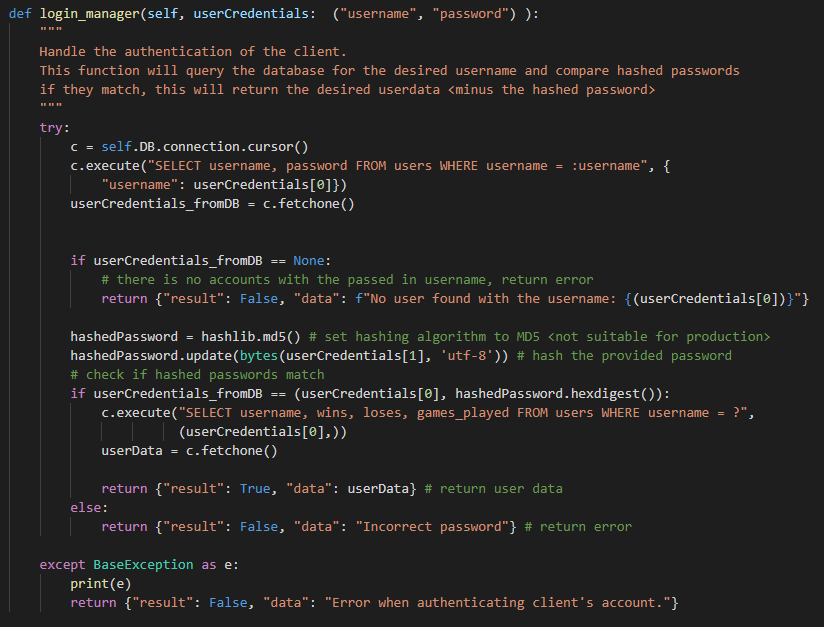 def login_manager(self, userCredentials:  ("username", "password") ):
    """
    Handle the authentication of the client.
    This function will query the database for the desired username and compare hashed passwords
    if they match, this will return the desired userdata <minus the hashed password>
    """
    try:
        c = self.DB.connection.cursor()
        c.execute("SELECT username, password FROM users WHERE username = :username", {
            "username": userCredentials[0]})
        userCredentials_fromDB = c.fetchone()


        if userCredentials_fromDB == None:
            # there is no accounts with the passed in username, return error
            return {"result": False, "data": f"No user found with the username: {(userCredentials[0])}"}

        hashedPassword = hashlib.md5() # set hashing algorithm to MD5 <not suitable for production>
        hashedPassword.update(bytes(userCredentials[1], 'utf-8')) # hash the provided password
        # check if hashed passwords match
        if userCredentials_fromDB == (userCredentials[0], hashedPassword.hexdigest()):
            c.execute("SELECT username, wins, loses, games_played FROM users WHERE username = ?",
                      (userCredentials[0],))
            userData = c.fetchone()

            return {"result": True, "data": userData} # return user data
        else:
            return {"result": False, "data": "Incorrect password"} # return error

    except BaseException as e:
        print(e)
        return {"result": False, "data": "Error when authenticating client's account."}